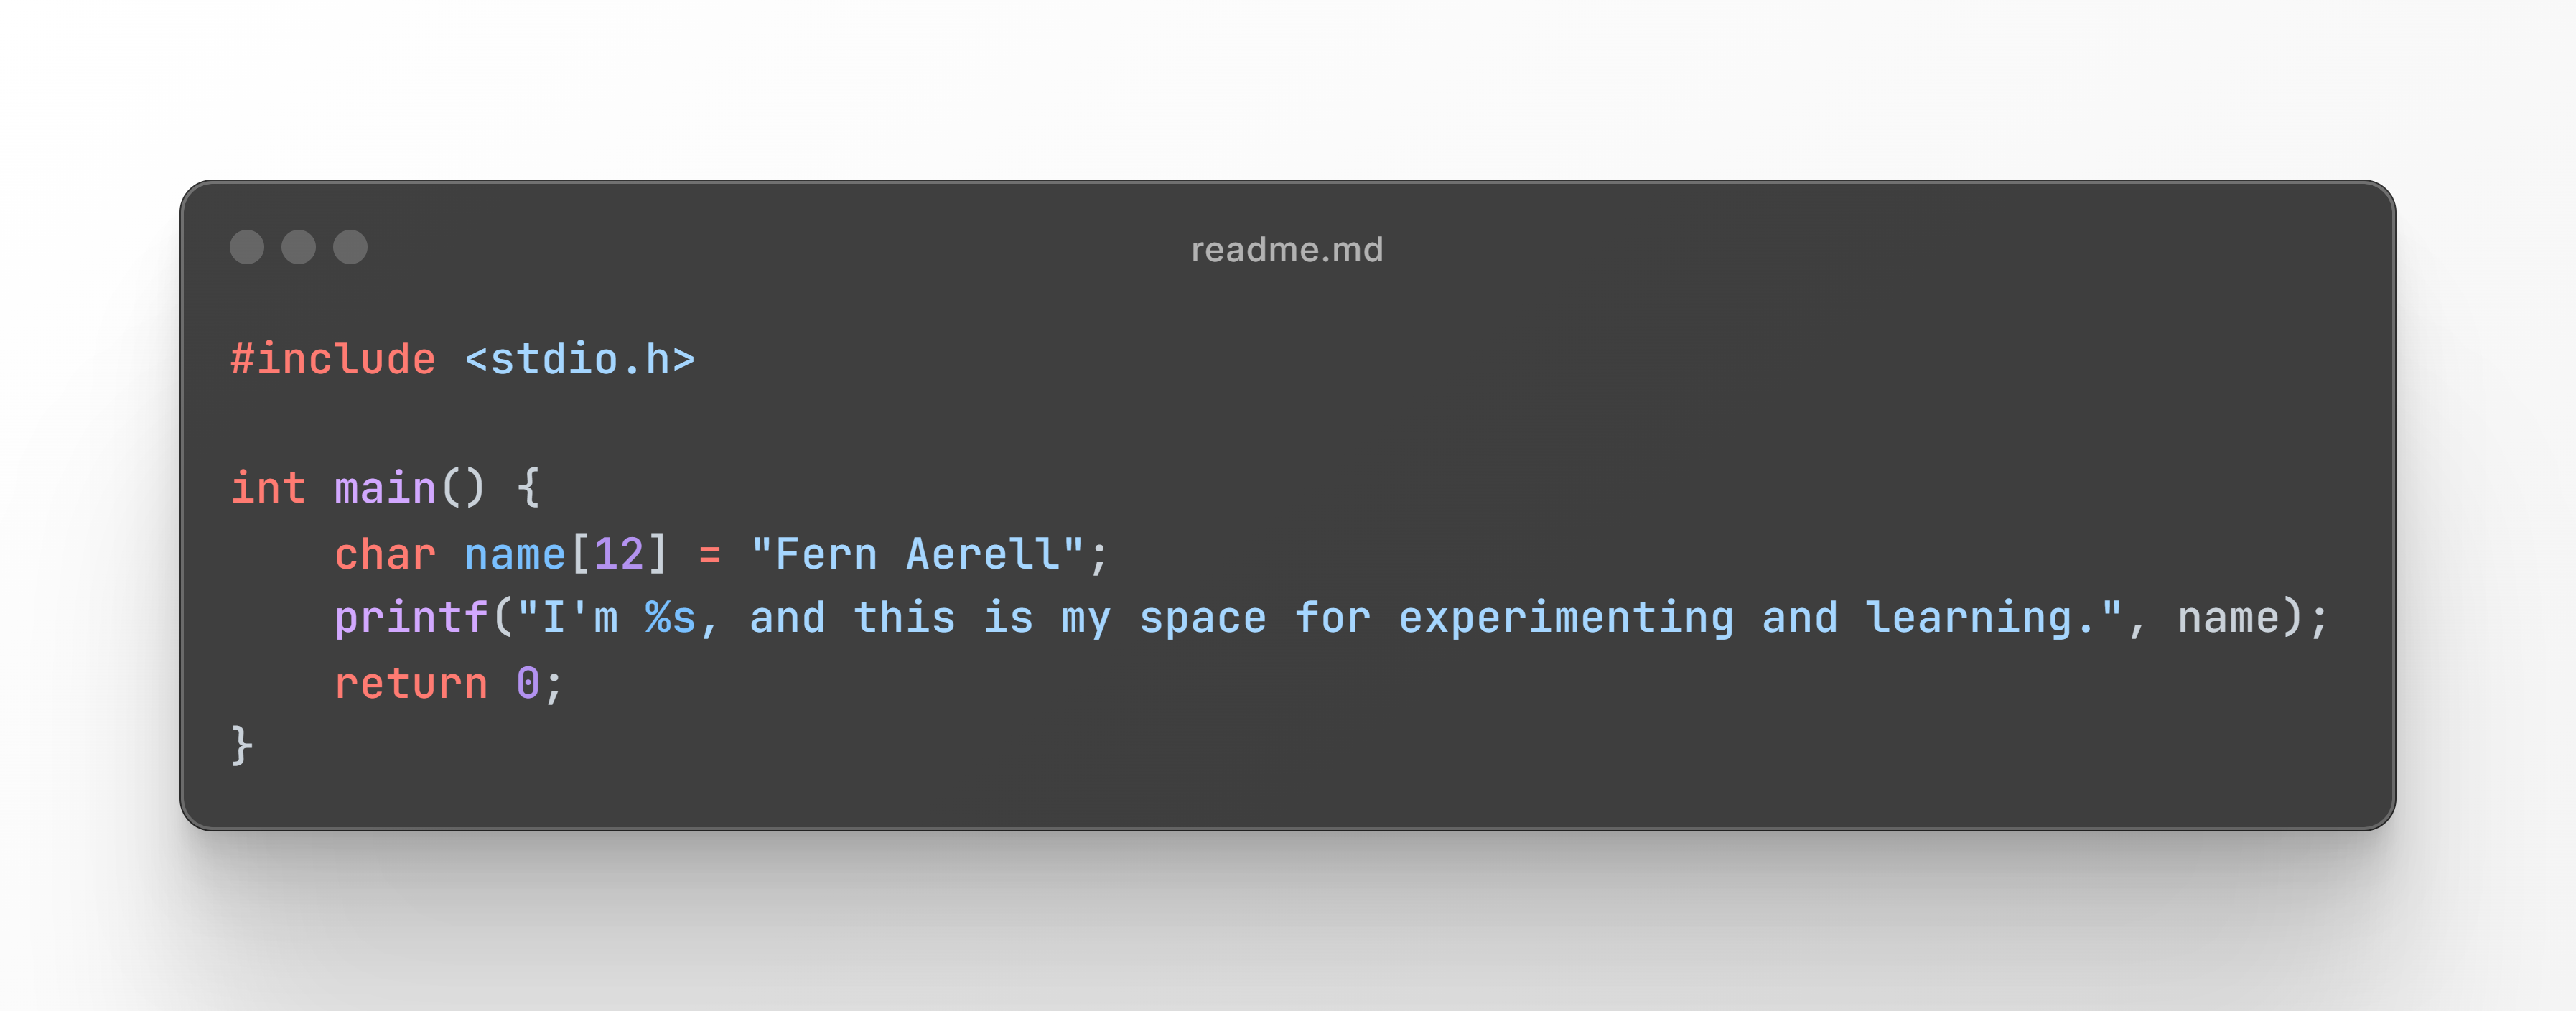 readme.md
#include <stdio.h>
int main() {
    char name[12] = "Fern Aerell";
    printf("I'm %s, and this is my space for experimenting and learning.", name);
    return 0;
}